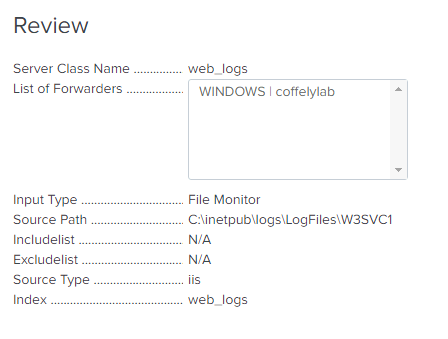 Review
Server Class Name ............... web_logs
List of Forwarders .................. WINDOWS | coffelylab
Input Type ................................ File Monitor
Source Path ............................. C:\inetpub\logs\LogFiles\W3SVC1
Includelist ................................. N/A
Excludelist ................................ N/A
Source Type ............................. iis
Index .......................................... web_logs